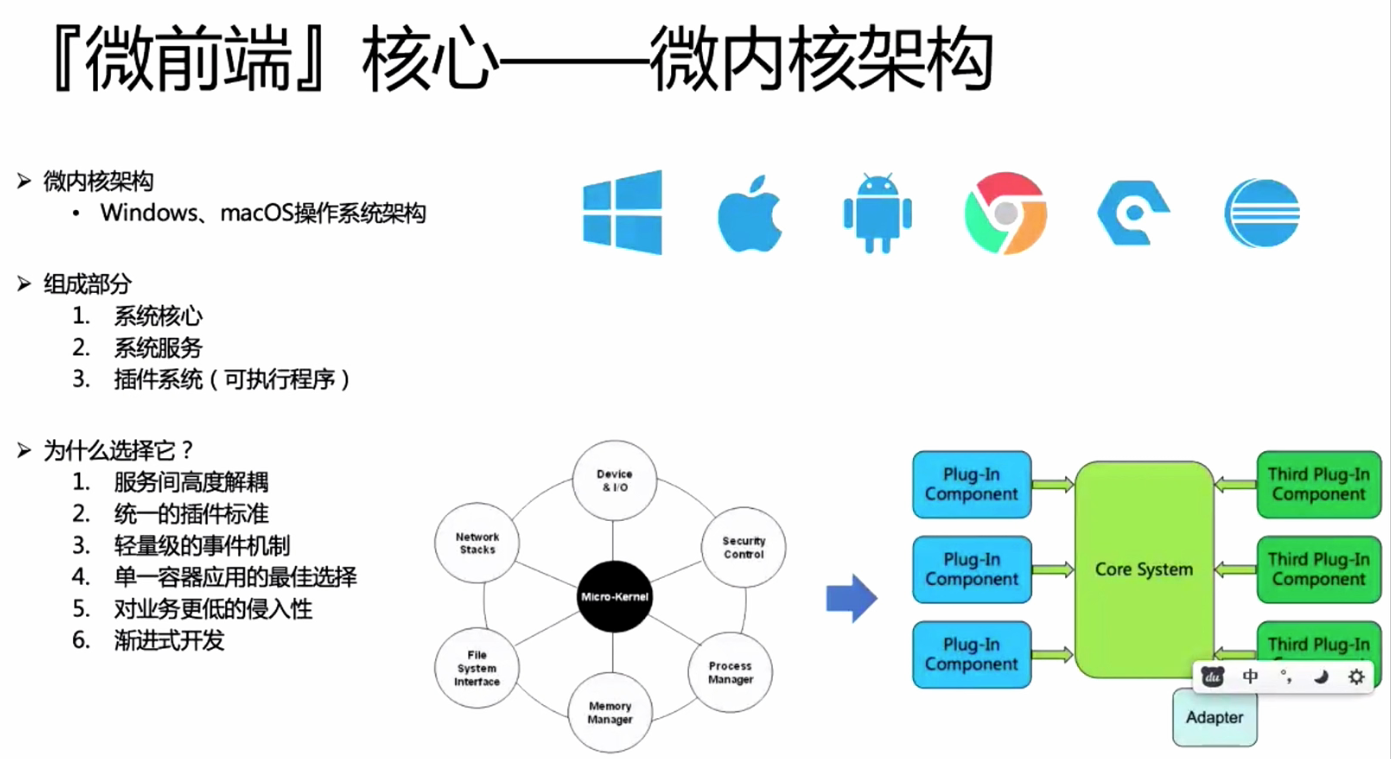 『微前端』核心——微内核架构
➢ 微内核架构
• Windows、macOS操作系统架构
➢ 组成部分
1. 系统核心
2. 系统服务
3. 插件系统（可执行程序）
➢ 为什么选择它？
1. 服务间高度解耦
2. 统一的插件标准
3. 轻量级的事件机制
4. 单一容器应用的最佳选择
5. 对业务更低的侵入性
6. 渐进式开发
Device
& I/O
Network
Stacks
Security
Control
Micro-Kernel
File
System
Interface
Process
Manager
Memory
Manager
Plug-In
Component
Plug-In
Component
Plug-In
Component
Core System
Third Plug-In
Component
Third Plug-In
Component
Third Plug-In
Component
du 中 °，
Adapter